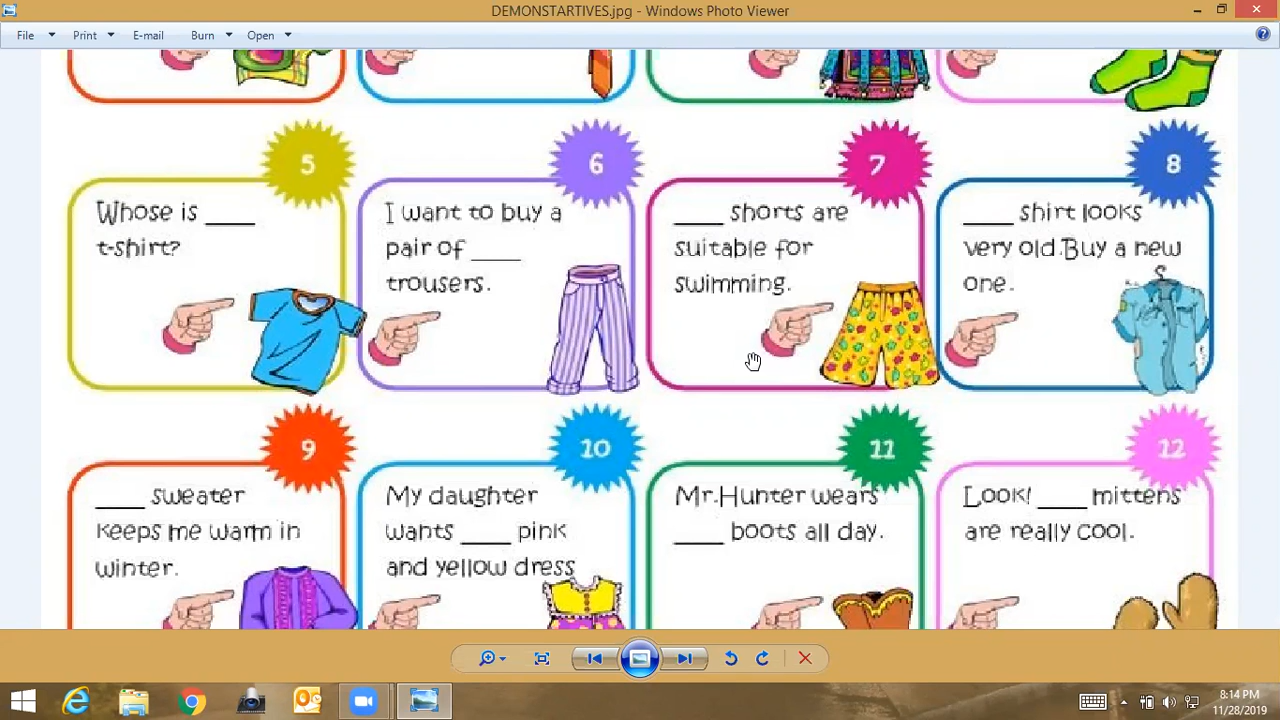 DEMONSTARTIVES.jpg - Windows Photo Viewer
File Print E-mail Burn Open
5
Whose is ____
t-shirt?
6
I want to buy a
pair of ____
trousers.
7
____ shorts are
suitable for
swimming.
8
____ shirt looks
very old.Buy a new
one.
9
____ sweater
keeps me warm in
winter.
10
My daughter
wants ____ pink
and yellow dress
11
Mr.Hunter wears
____ boots all day.
12
Look! ____ mittens
are really cool.
8:14 PM
11/28/2019